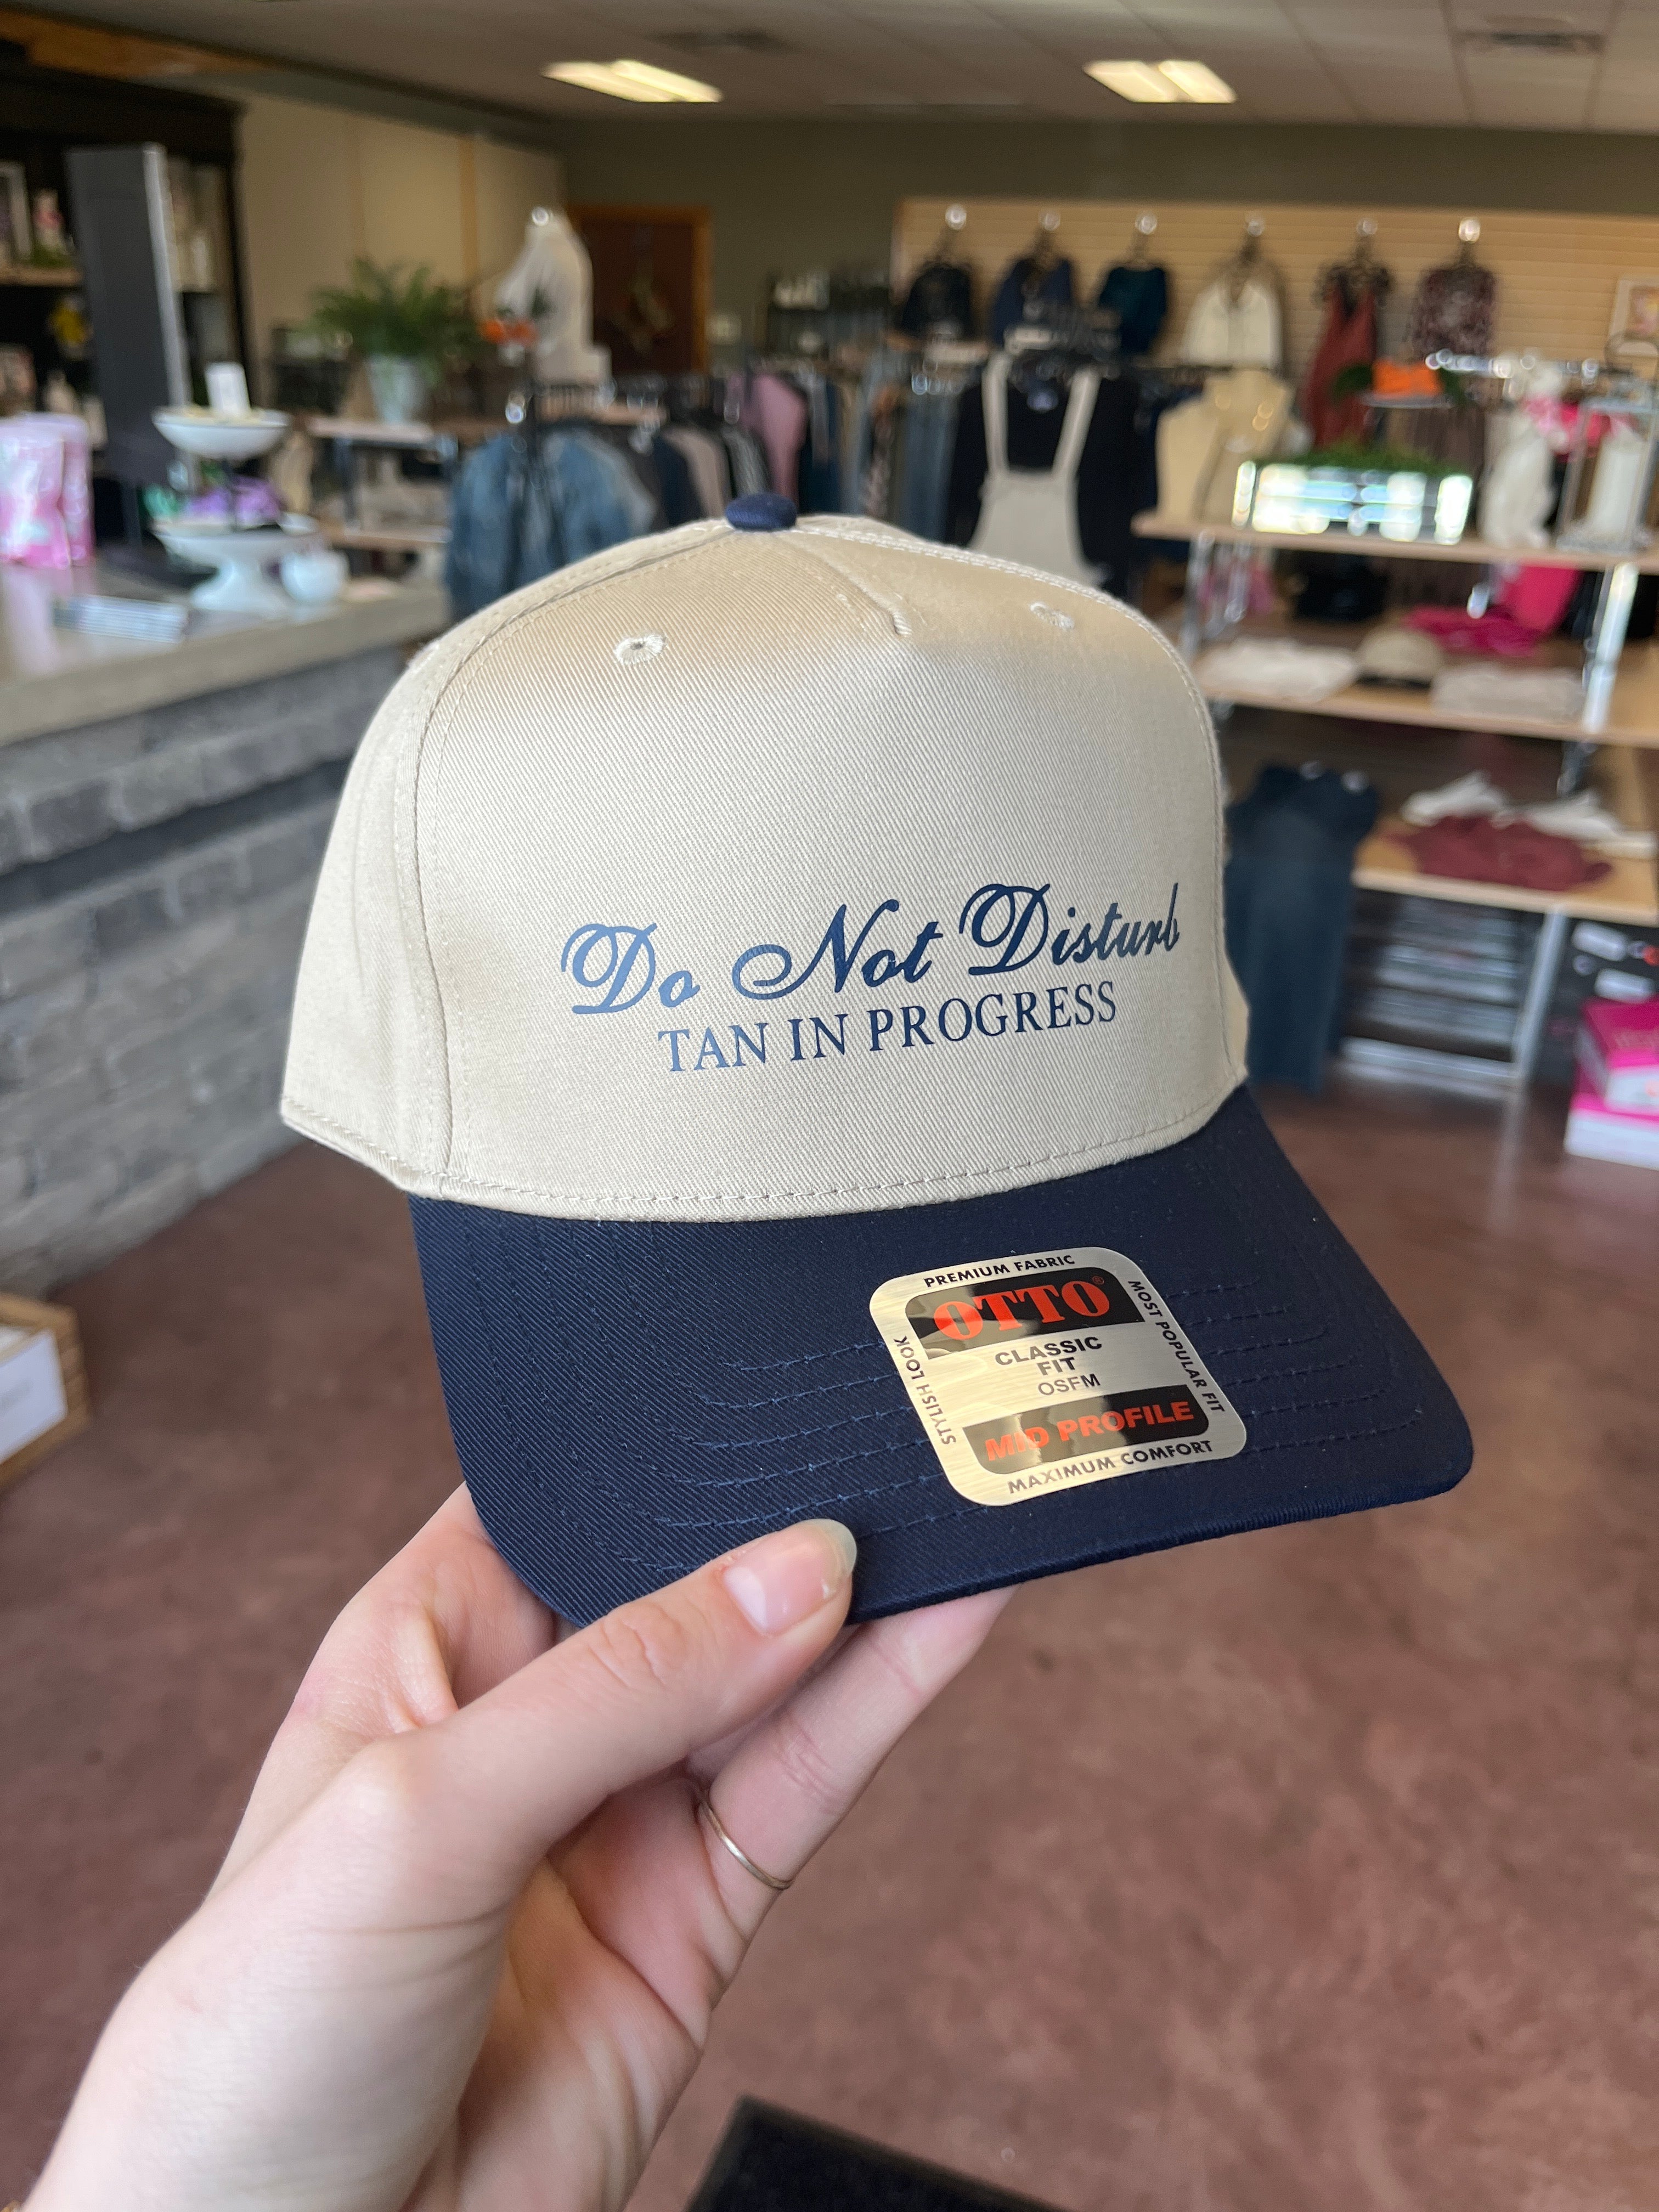 Do Not Disturb
TAN IN PROGRESS
PREMIUM FABRIC
OTTO®
CLASSIC
FIT
OSFM
MID PROFILE
MAXIMUM COMFORT
STYLISH LOOK
MOST POPULAR FIT